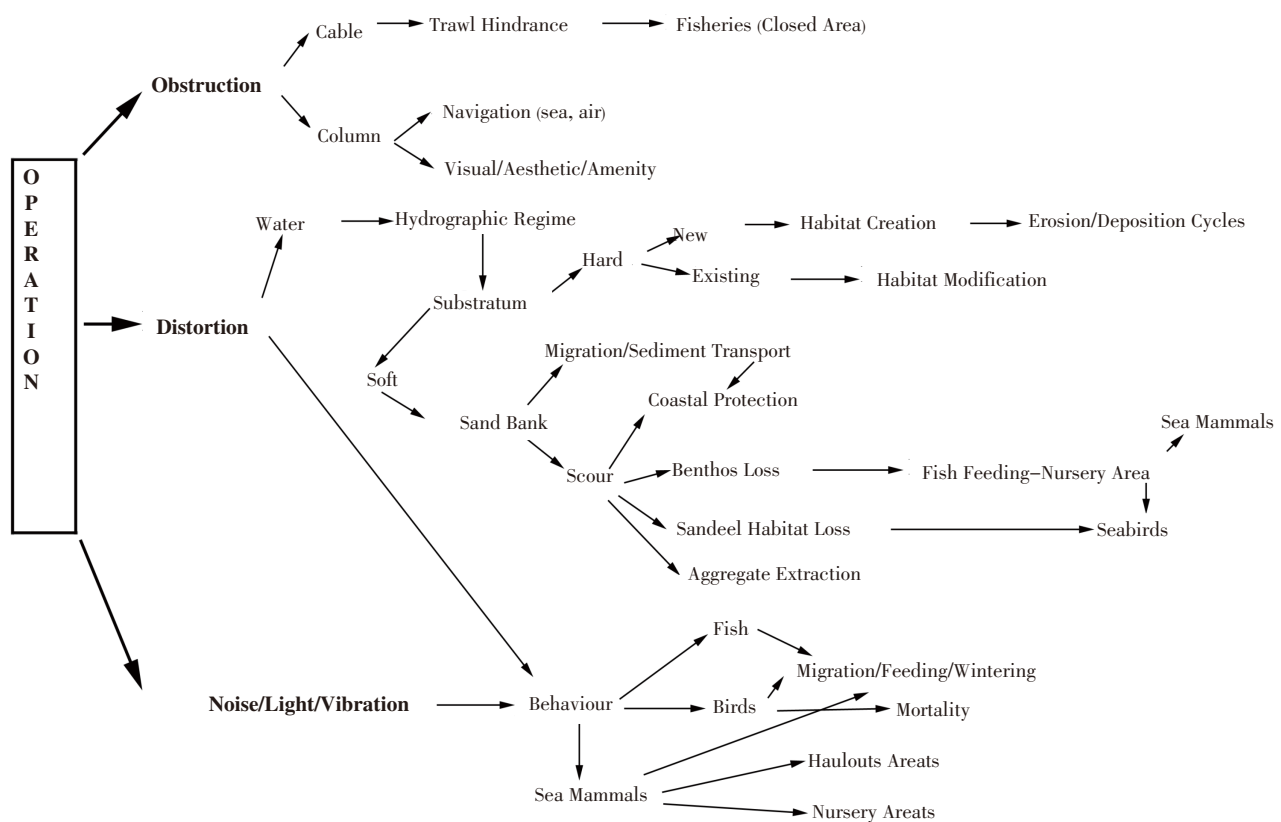 Cable
Trawl Hindrance
Fisheries (Closed Area)
Obstruction
Column
Navigation (sea, air)
Visual/Aesthetic/Amenity
OPERATION
Water
Hydrographic Regime
New
Habitat Creation
Erosion/Deposition Cycles
Hard
Existing
Habitat Modification
Substratum
Distortion
Migration/Sediment Transport
Soft
Coastal Protection
Sand Bank
Sea Mammals
Scour
Benthos Loss
Fish Feeding–Nursery Area
Sandeel Habitat Loss
Seabirds
Aggregate Extraction
Fish
Migration/Feeding/Wintering
Noise/Light/Vibration
Behaviour
Birds
Mortality
Haulouts Areats
Sea Mammals
Nursery Areats